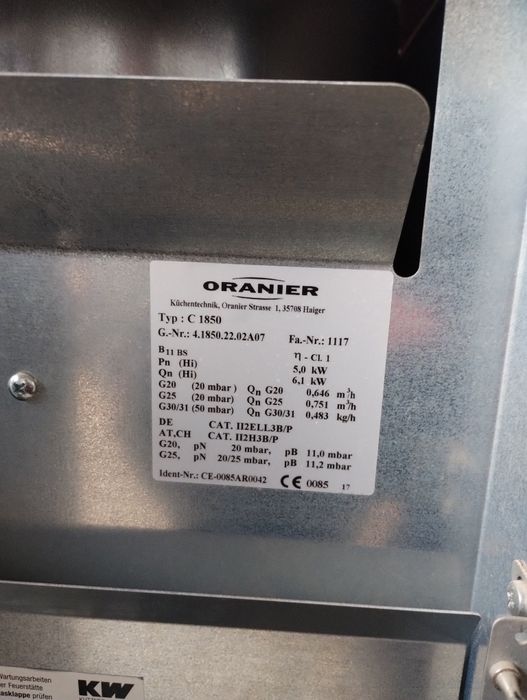 ORANIER
Küchentechnik, Oranier Strasse 1, 35708 Haiger
Typ : C 1850
G.-Nr.: 4.1850.22.02A07 Fa.-Nr.: 1117
B11 BS η - Cl. 1
Pn (Hi) 5,0 kW
Qn (Hi) 6,1 kW
G20 (20 mbar) Qn G20 0,646 m³/h
G25 (20 mbar) Qn G25 0,751 m³/h
G30/31 (50 mbar) Qn G30/31 0,483 kg/h
DE CAT. II2ELL3B/P
AT,CH CAT. II2H3B/P
G20, pN 20 mbar, pB 11,0 mbar
G25, pN 20/25 mbar, pB 11,2 mbar
Ident-Nr.: CE-0085AR0042 CE 0085 17
Wartungsarbeiten
er Feuerstätte
asklappe prüfen
KW